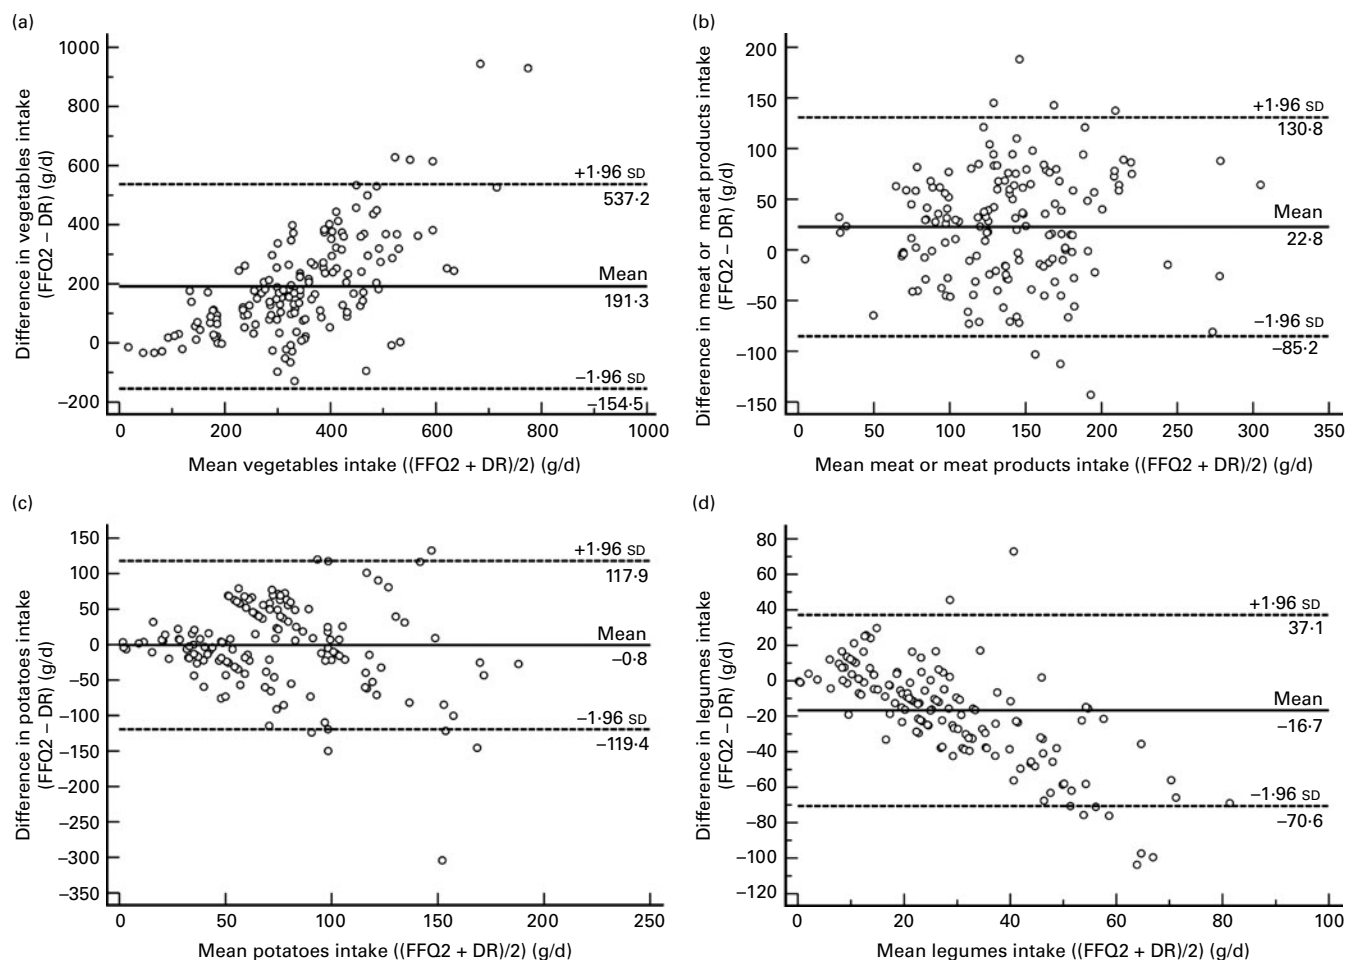 (a)
Difference in vegetables intake
(FFQ2 – DR) (g/d)
1000
800
600
400
200
0
–200
+1·96 SD
537·2
Mean
191·3
–1·96 SD
–154·5
0
200
400
600
800
1000
Mean vegetables intake ((FFQ2 + DR)/2) (g/d)
(b)
Difference in meat or meat products intake
(FFQ2 – DR) (g/d)
200
150
100
50
0
–50
–100
–150
+1·96 SD
130·8
Mean
22·8
–1·96 SD
–85·2
0
50
100
150
200
250
300
350
Mean meat or meat products intake ((FFQ2 + DR)/2) (g/d)
(c)
Difference in potatoes intake
(FFQ2 – DR) (g/d)
150
100
50
0
–50
–100
–150
–200
–250
–300
–350
+1·96 SD
117·9
Mean
–0·8
–1·96 SD
–119·4
0
50
100
150
200
250
Mean potatoes intake ((FFQ2 + DR)/2) (g/d)
(d)
Difference in legumes intake
(FFQ2 – DR) (g/d)
80
60
40
20
0
–20
–40
–60
–80
–100
–120
+1·96 SD
37·1
Mean
–16·7
–1·96 SD
–70·6
0
20
40
60
80
100
Mean legumes intake ((FFQ2 + DR)/2) (g/d)